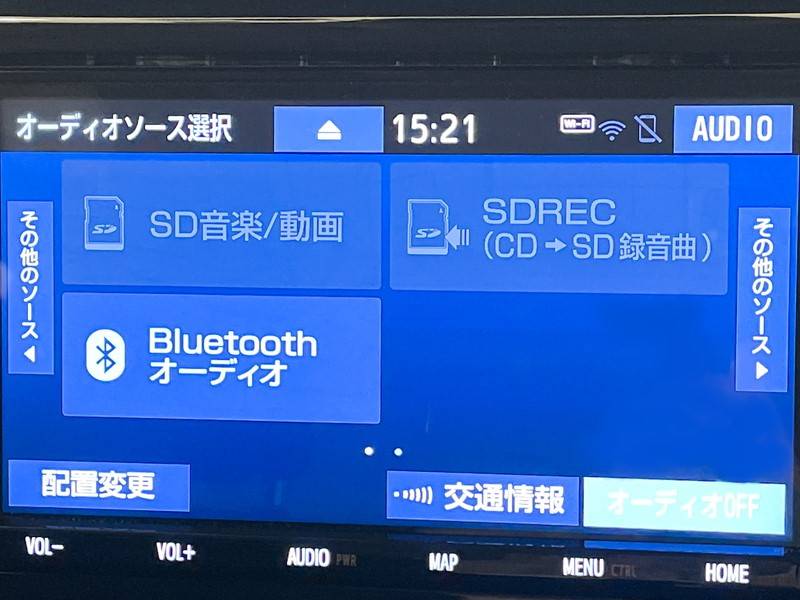 オーディオソース選択
15:21
Wi-Fi
AUDIO
その他のソース
SD音楽/動画
SDREC
(CD→SD録音曲)
その他のソース
Bluetooth
オーディオ
配置変更
交通情報
オーディオOFF
VOL-
VOL+
AUDIO PWR
MAP
MENU CTRL
HOME